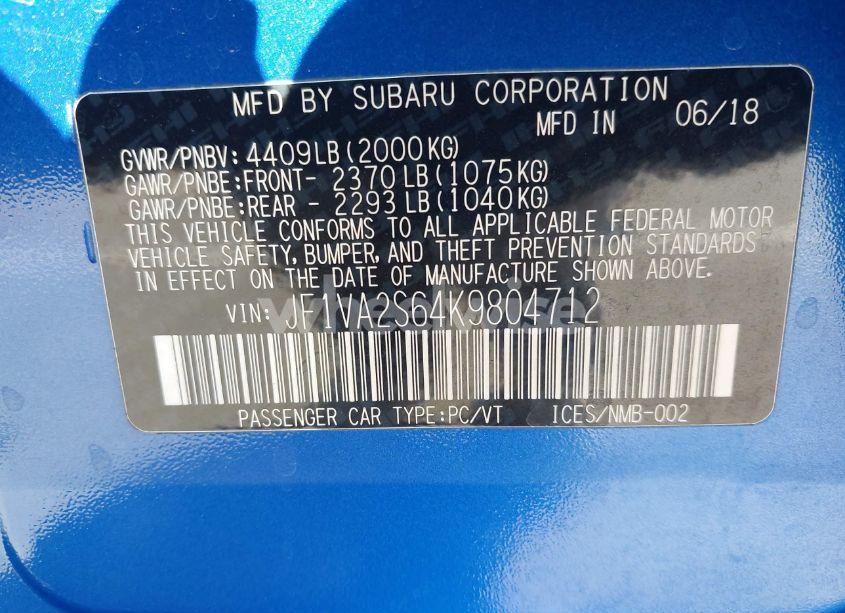 MFD BY SUBARU CORPORATION
MFD IN 06/18
GVWR/PNBV: 4409LB(2000KG)
GAWR/PNBE:FRONT- 2370LB(1075KG)
GAWR/PNBE:REAR - 2293LB(1040KG)
THIS VEHICLE CONFORMS TO ALL APPLICABLE FEDERAL MOTOR
VEHICLE SAFETY, BUMPER, AND THEFT PREVENTION STANDARDS
IN EFFECT ON THE DATE OF MANUFACTURE SHOWN ABOVE.
VIN: JF1VA2S64K9804712
PASSENGER CAR TYPE:PC/VT ICES/NMB-002